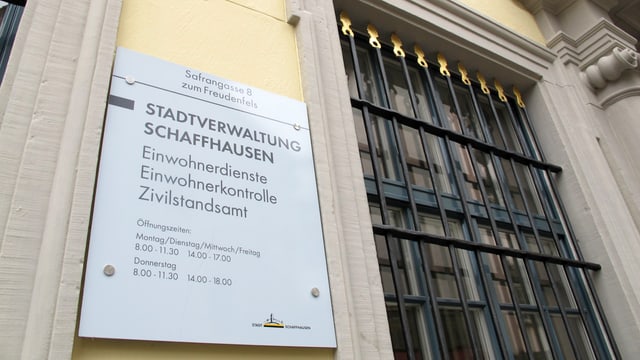 Safrangasse 8
zum Freudenfels
STADTVERWALTUNG
SCHAFFHAUSEN
Einwohnerdienste
Einwohnerkontrolle
Zivilstandsamt
Öffnungszeiten:
Montag/Dienstag/Mittwoch/Freitag
8.00 - 11.30 14.00 - 17.00
Donnerstag
8.00 - 11.30 14.00 - 18.00
STADT SCHAFFHAUSEN